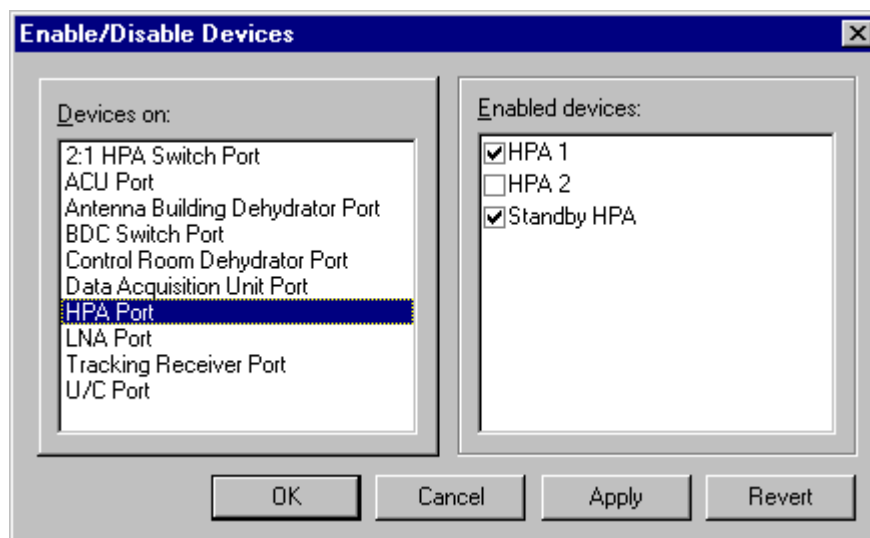 Enable/Disable Devices
Devices on:
2:1 HPA Switch Port
ACU Port
Antenna Building Dehydrator Port
BDC Switch Port
Control Room Dehydrator Port
Data Acquisition Unit Port
HPA Port
LNA Port
Tracking Receiver Port
U/C Port
Enabled devices:
HPA 1
HPA 2
Standby HPA
OK
Cancel
Apply
Revert